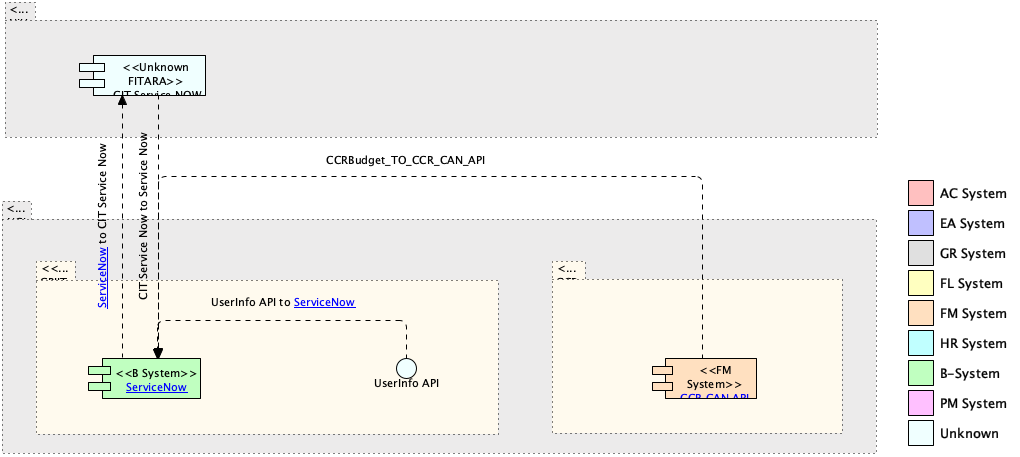 <...
<<Unknown
FITARA>>
CIT Service NOW
ServiceNow to CIT Service Now
CIT Service Now to Service Now
CCRBudget_TO_CCR_CAN_API
<...
<<...
<...
UserInfo API to ServiceNow
<<B System>>
ServiceNow
UserInfo API
<<FM
System>>
CCR CAN API
AC System
EA System
GR System
FL System
FM System
HR System
B-System
PM System
Unknown